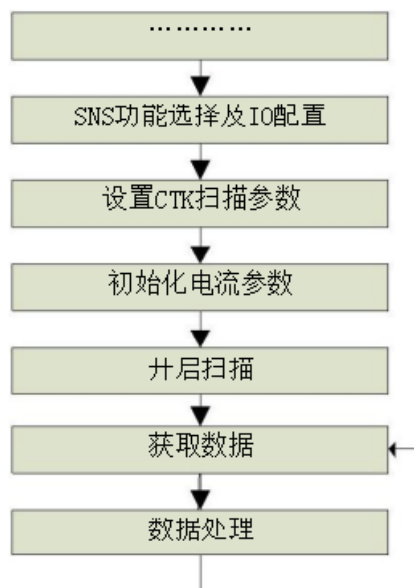 …………
SNS功能选择及IO配置
设置CTK扫描参数
初始化电流参数
开启扫描
获取数据
数据处理